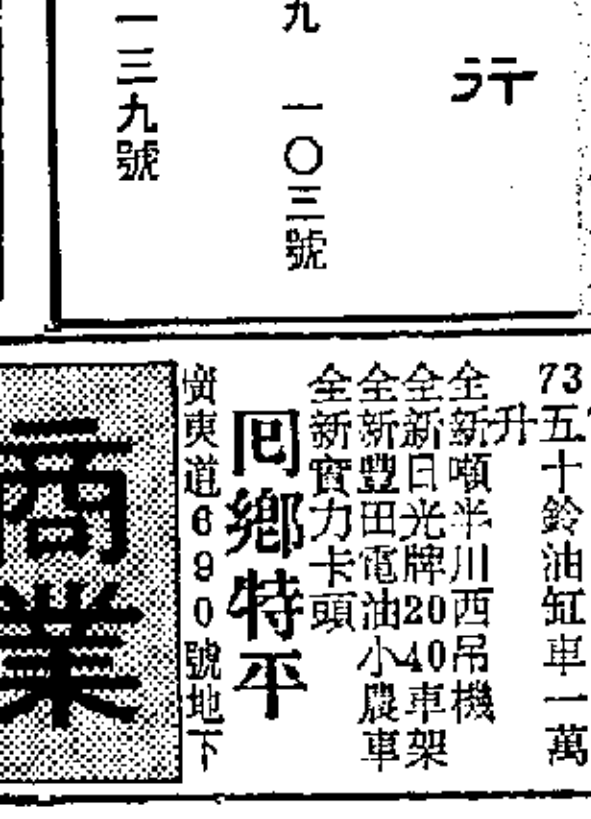 行
九 一〇三號
一三九號
73五十鈴油缸車一萬
升
全新噸半川西吊機
全新日光牌2040車架
全新豐田電油小農車
全新寶力卡頭
囘鄉特平
廣東道690號地下
商業